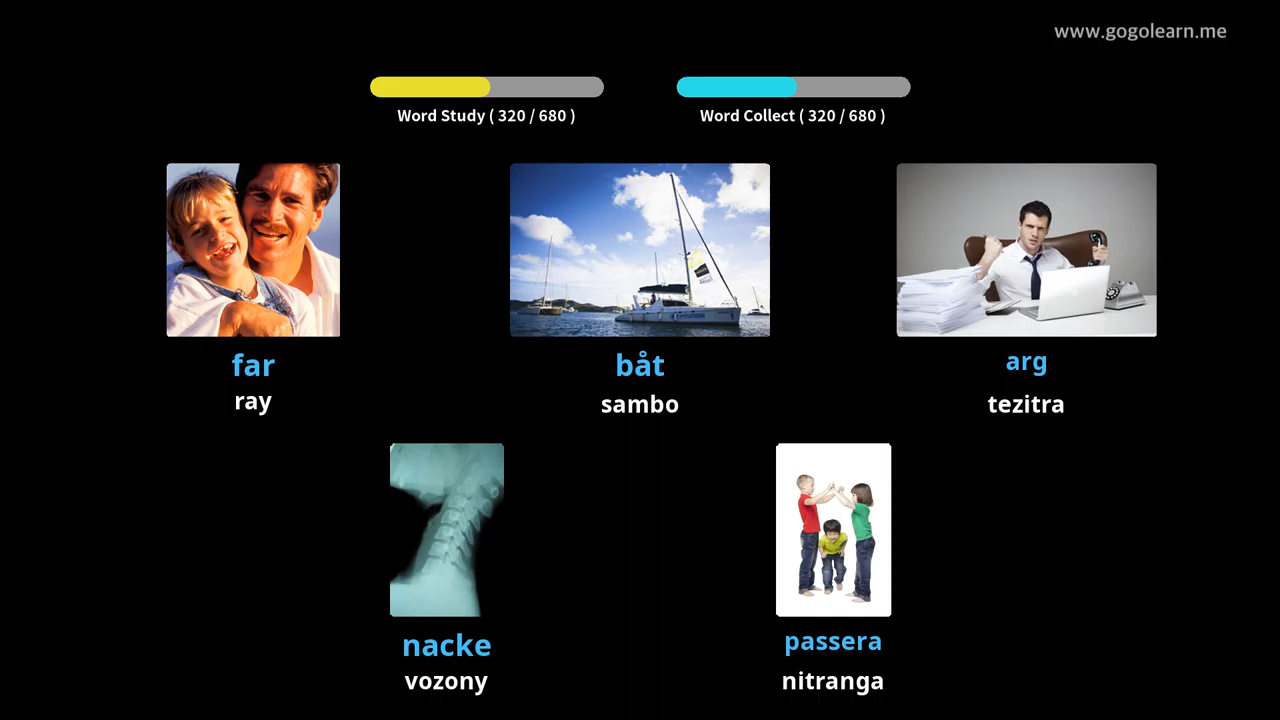 www.gogolearn.me
Word Study ( 320 / 680 )
Word Collect ( 320 / 680 )
far
ray
båt
sambo
arg
tezitra
nacke
vozony
passera
nitranga